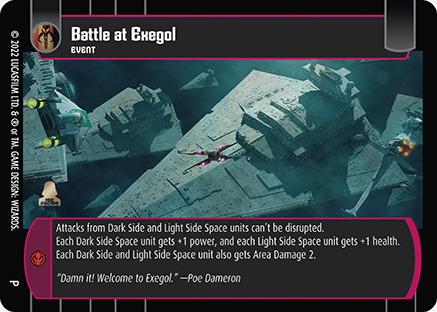 Battle at Exegol
EVENT
Attacks from Dark Side and Light Side Space units can't be disrupted.
Each Dark Side Space unit gets +1 power, and each Light Side Space unit gets +1 health.
Each Dark Side and Light Side Space unit also gets Area Damage 2.
"Damn it! Welcome to Exegol." —Poe Dameron
© 2022 LUCASFILM LTD. & ® or TM. GAME DESIGN: WIZARDS.
P